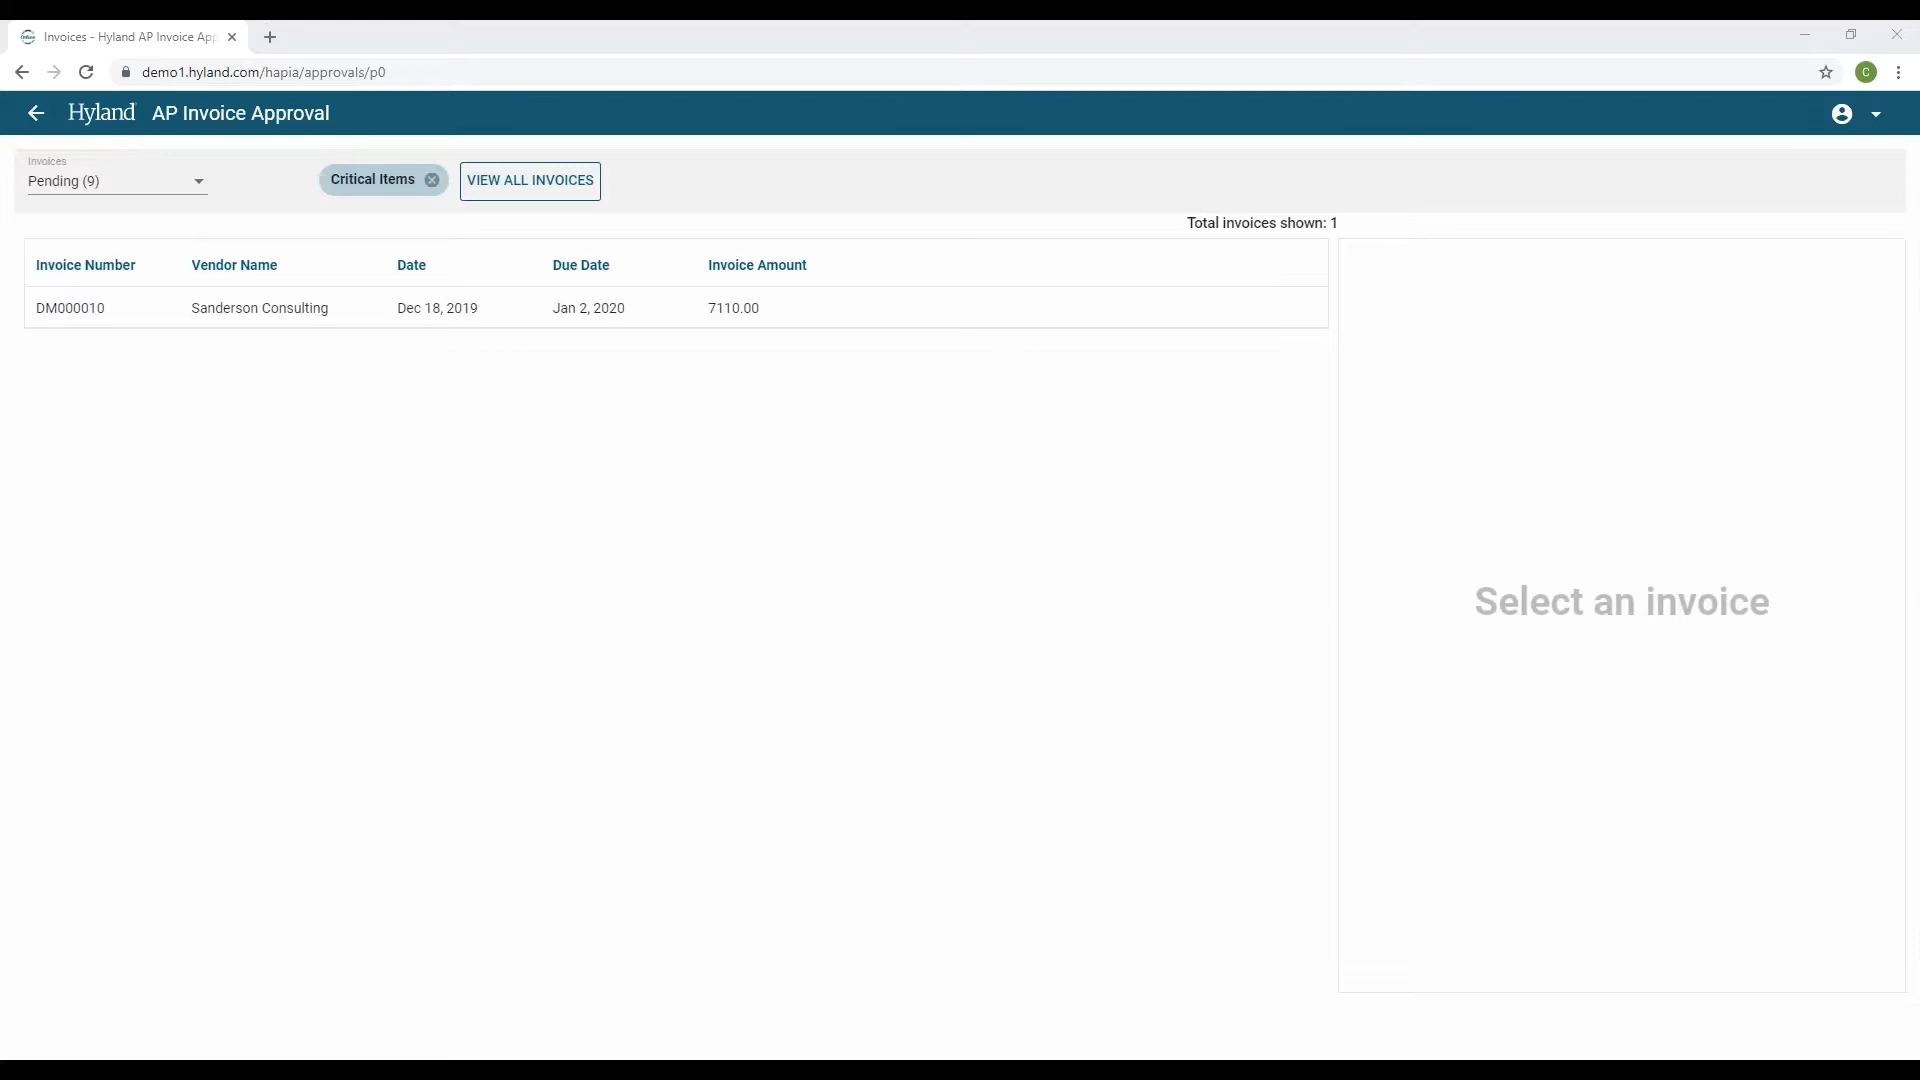 Invoices - Hyland AP Invoice App
demo1.hyland.com/hapia/approvals/p0
C
Hyland AP Invoice Approval
Invoices
Pending (9)
Critical Items
VIEW ALL INVOICES
Total invoices shown: 1
Invoice Number Vendor Name Date Due Date Invoice Amount
DM000010 Sanderson Consulting Dec 18, 2019 Jan 2, 2020 7110.00
Select an invoice